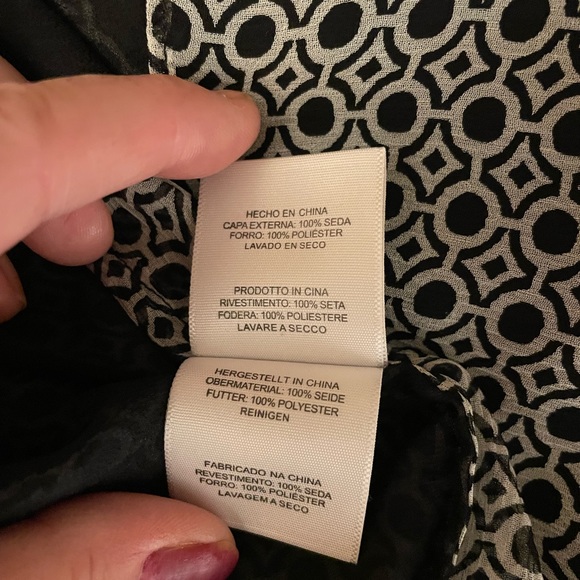 HECHO EN CHINA
CAPA EXTERNA: 100% SEDA
FORRO: 100% POLIÉSTER
LAVADO EN SECO
PRODOTTO IN CINA
RIVESTIMENTO: 100% SETA
FODERA: 100% POLIESTERE
LAVARE A SECCO
HERGESTELLT IN CHINA
OBERMATERIAL: 100% SEIDE
FUTTER: 100% POLYESTER
REINIGEN
FABRICADO NA CHINA
REVESTIMENTO: 100% SEDA
FORRO: 100% POLIÉSTER
LAVAGEM A SECO